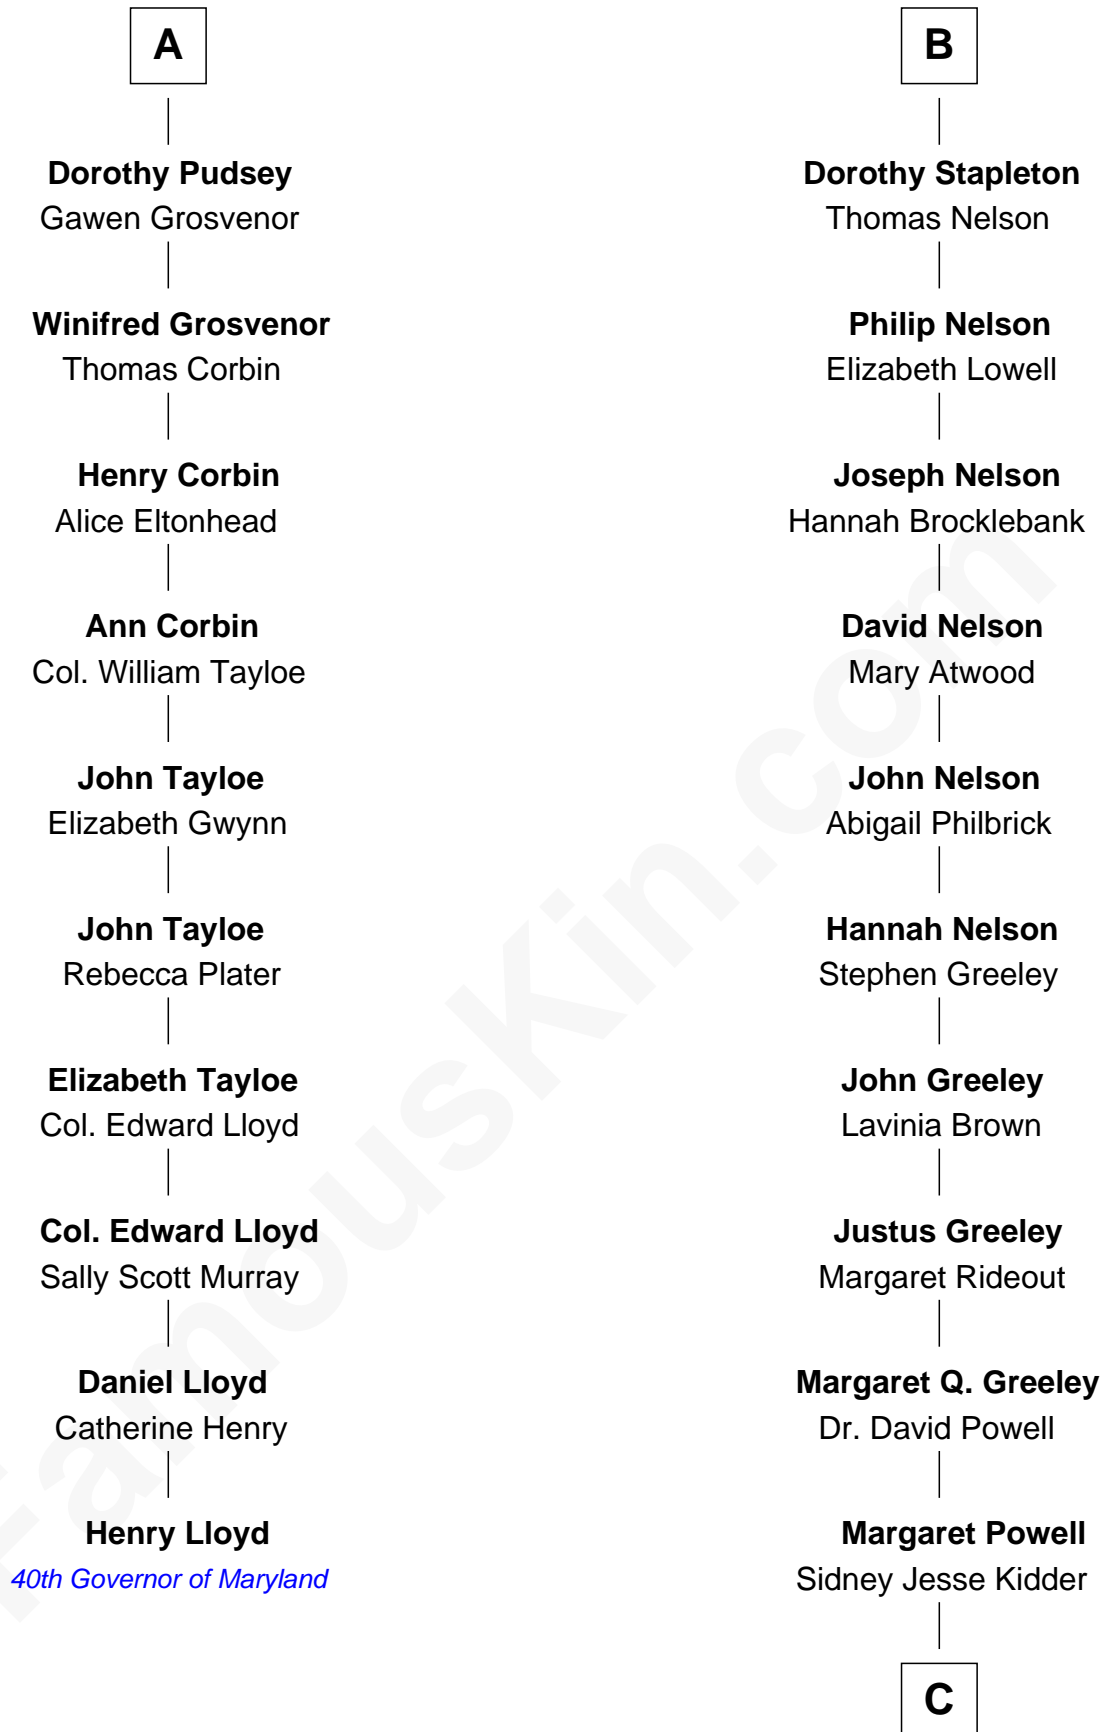 A
Dorothy Pudsey
Gawen Grosvenor
Winifred Grosvenor
Thomas Corbin
Henry Corbin
Alice Eltonhead
Ann Corbin
Col. William Tayloe
John Tayloe
Elizabeth Gwynn
John Tayloe
Rebecca Plater
Elizabeth Tayloe
Col. Edward Lloyd
Col. Edward Lloyd
Sally Scott Murray
Daniel Lloyd
Catherine Henry
Henry Lloyd
40th Governor of Maryland
B
Dorothy Stapleton
Thomas Nelson
Philip Nelson
Elizabeth Lowell
Joseph Nelson
Hannah Brocklebank
David Nelson
Mary Atwood
John Nelson
Abigail Philbrick
Hannah Nelson
Stephen Greeley
John Greeley
Lavinia Brown
Justus Greeley
Margaret Rideout
Margaret Q. Greeley
Dr. David Powell
Margaret Powell
Sidney Jesse Kidder
C
FamousKin.com